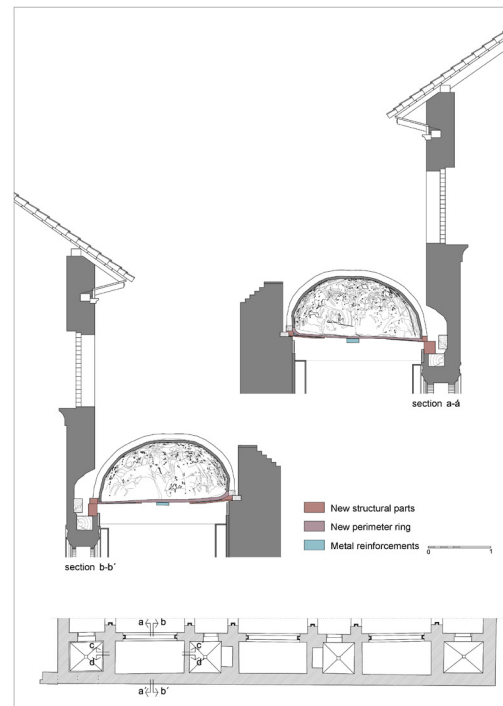 section a-á
New structural parts
New perimeter ring
Metal reinforcements
0 1
section b-b´
a b
c c
d d
a´ b´